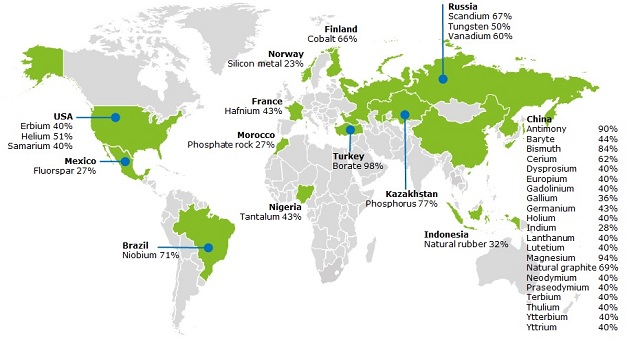 Russia
Scandium 67%
Tungsten 50%
Vanadium 60%
Finland
Cobalt 66%
Norway
Silicon metal 23%
France
Hafnium 43%
USA
Erbium 40%
Helium 51%
Samarium 40%
Morocco
Phosphate rock 27%
Mexico
Fluorspar 27%
Turkey
Borate 98%
Kazakhstan
Phosphorus 77%
Nigeria
Tantalum 43%
Brazil
Niobium 71%
Indonesia
Natural rubber 32%
China
Antimony 90%
Baryte 44%
Bismuth 84%
Cerium 62%
Dysprosium 40%
Europium 40%
Gadolinium 40%
Gallium 36%
Germanium 43%
Holium 40%
Indium 28%
Lanthanum 40%
Lutetium 40%
Magnesium 94%
Natural graphite 69%
Neodymium 40%
Praseodymium 40%
Terbium 40%
Thulium 40%
Ytterbium 40%
Yttrium 40%